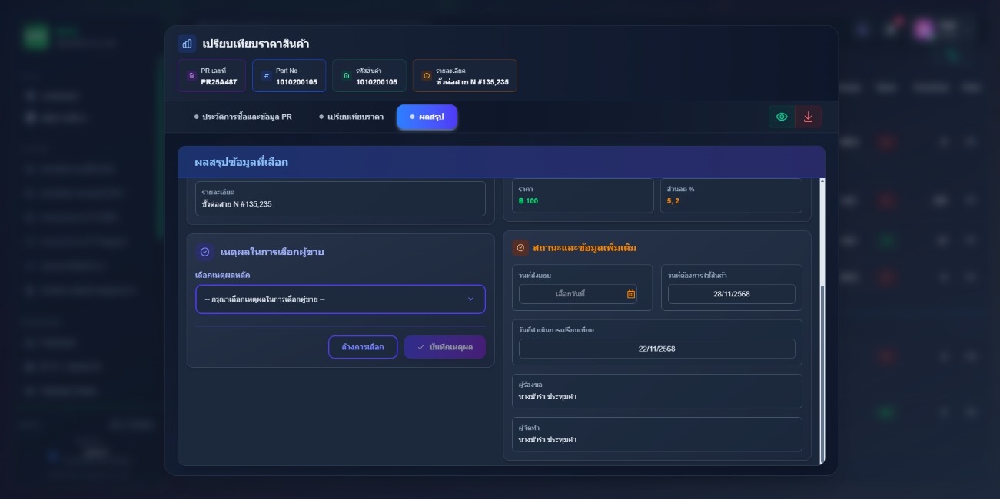 เปรียบเทียบราคาสินค้า
PR เลขที่
PR25A487
Part No
1010200105
รหัสสินค้า
1010200105
รายละเอียด
ขั้วต่อสาย N #135,235
ประวัติการซื้อและข้อมูล PR
เปรียบเทียบราคา
ผลสรุป
ผลสรุปข้อมูลที่เลือก
รายละเอียด
ขั้วต่อสาย N #135,235
ราคา
฿ 100
ส่วนลด %
5, 2
เหตุผลในการเลือกผู้ขาย
เลือกเหตุผลหลัก
-- กรุณาเลือกเหตุผลในการเลือกผู้ขาย --
ล้างการเลือก
บันทึกเหตุผล
สถานะและข้อมูลเพิ่มเติม
วันที่ส่งมอบ
เลือกวันที่
วันที่ต้องการใช้สินค้า
28/11/2568
วันที่ดำเนินการเปรียบเทียบ
22/11/2568
ผู้ร้องขอ
นางบัวรำ ประทุมศา
ผู้จัดทำ
นางบัวรำ ประทุมศา